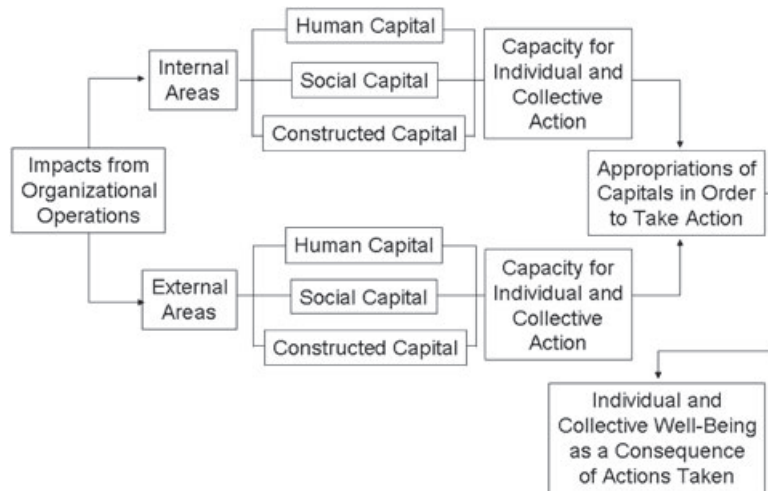 Human Capital
Internal
Areas
Social Capital
Constructed Capital
Capacity for
Individual and
Collective
Action
Impacts from
Organizational
Operations
Appropriations of
Capitals in Order
to Take Action
External
Areas
Human Capital
Social Capital
Constructed Capital
Capacity for
Individual and
Collective
Action
Individual and
Collective Well-Being
as a Consequence
of Actions Taken